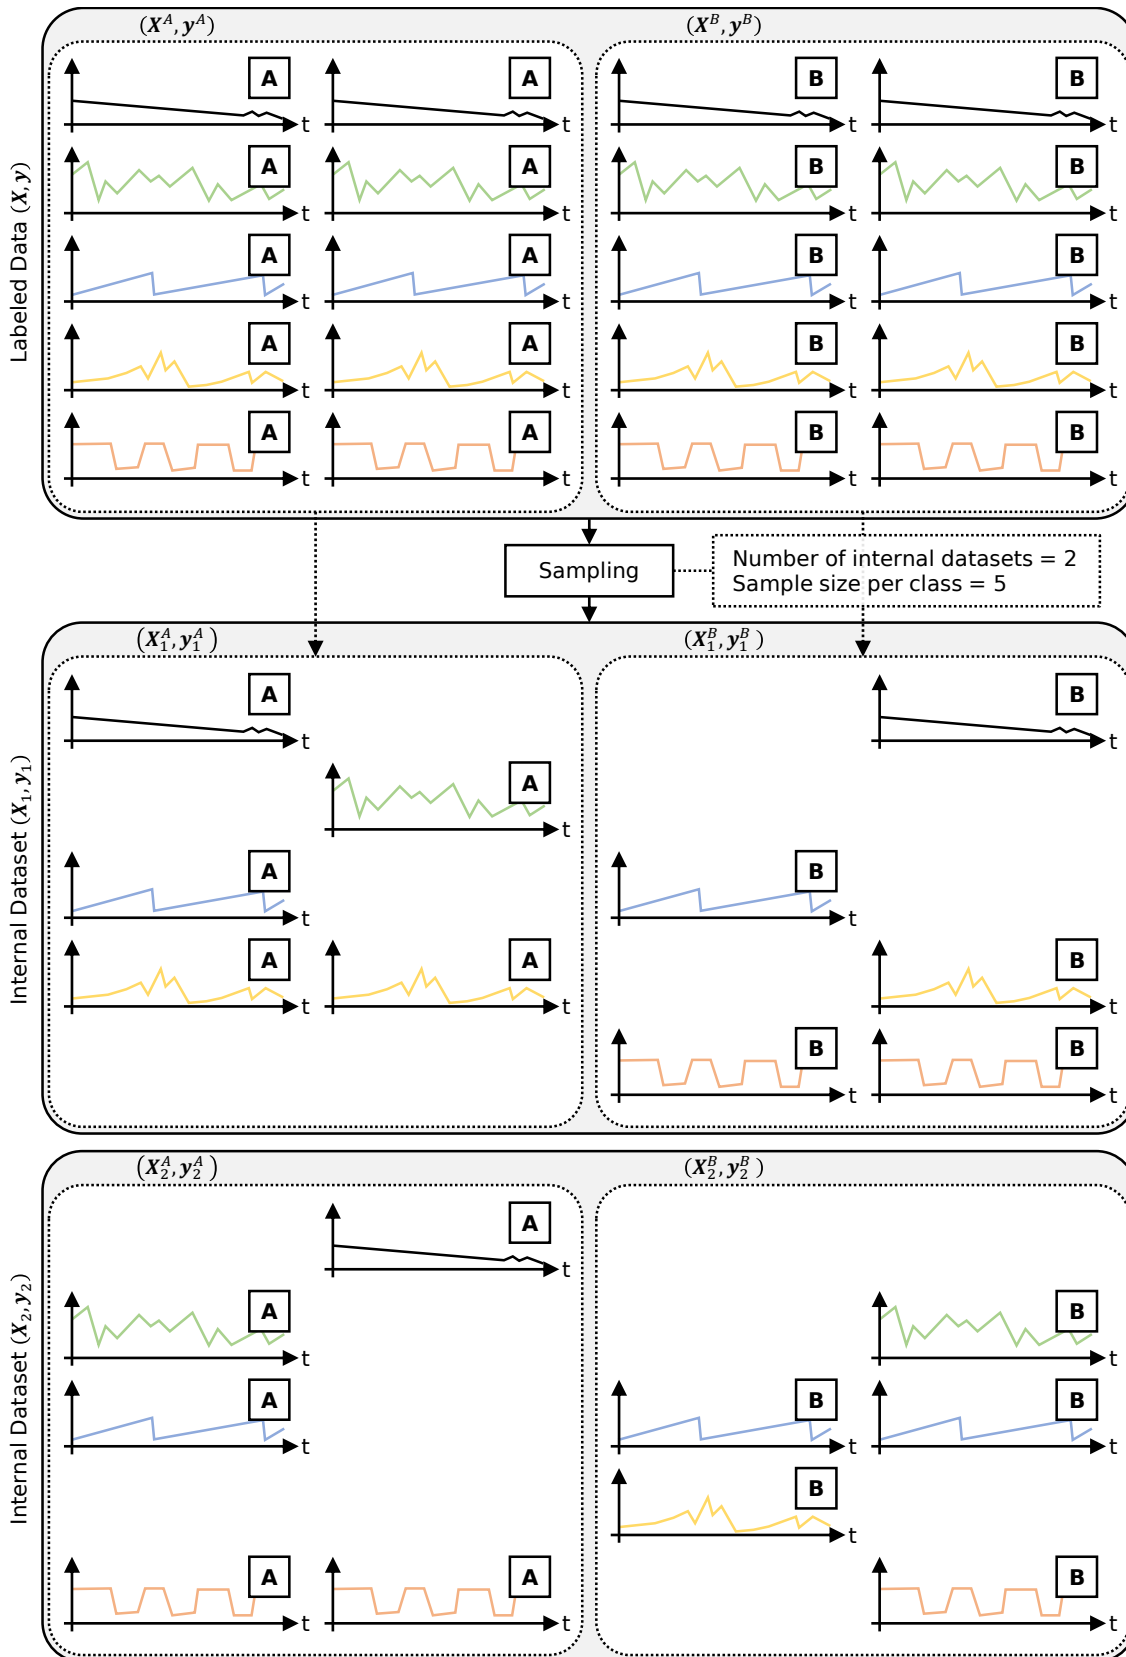 (X^A, y^A) (X^B, y^B)
Labeled Data (X, y)
A A B B
t t t t
A A B B
t t t t
A A B B
t t t t
A A B B
t t t t
A A B B
t t t t
Sampling
Number of internal datasets = 2
Sample size per class = 5
(X_1^A, y_1^A) (X_1^B, y_1^B)
Internal Dataset (X_1, y_1)
A B
t t
A
t
A B
t t
A A B
t t t
B B
t t
(X_2^A, y_2^A) (X_2^B, y_2^B)
Internal Dataset (X_2, y_2)
A
t
A B
t t
A B B
t t t
B
t
A A B
t t t